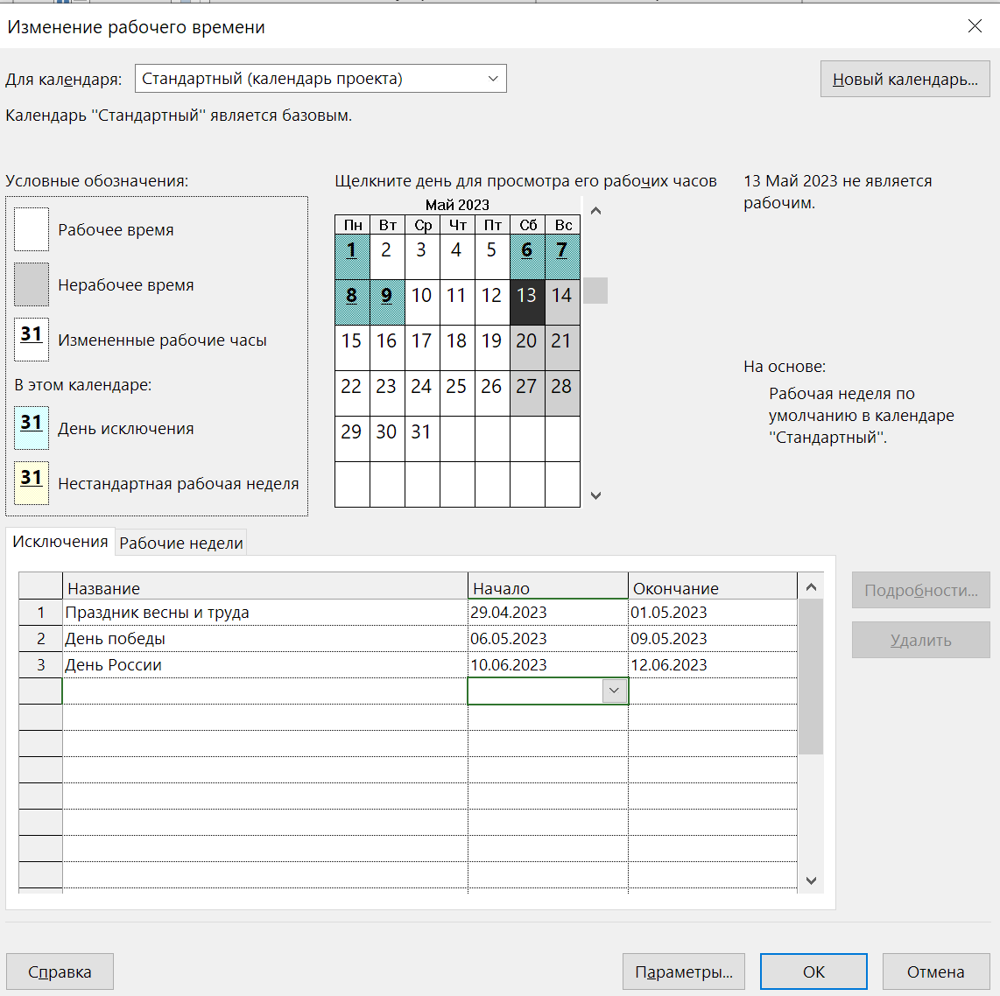 Изменение рабочего времени
Для календаря: Стандартный (календарь проекта) Новый календарь...
Календарь "Стандартный" является базовым.
Условные обозначения:
Рабочее время
Нерабочее время
31 Измененные рабочие часы
В этом календаре:
31 День исключения
31 Нестандартная рабочая неделя
Щелкните день для просмотра его рабочих часов
Май 2023
Пн Вт Ср Чт Пт Сб Вс
1 2 3 4 5 6 7
8 9 10 11 12 13 14
15 16 17 18 19 20 21
22 23 24 25 26 27 28
29 30 31
13 Май 2023 не является
рабочим.
На основе:
Рабочая неделя по
умолчанию в календаре
"Стандартный".
Исключения Рабочие недели
Название Начало Окончание
1 Праздник весны и труда 29.04.2023 01.05.2023
2 День победы 06.05.2023 09.05.2023
3 День России 10.06.2023 12.06.2023
Подробности...
Удалить
Справка Параметры... ОК Отмена